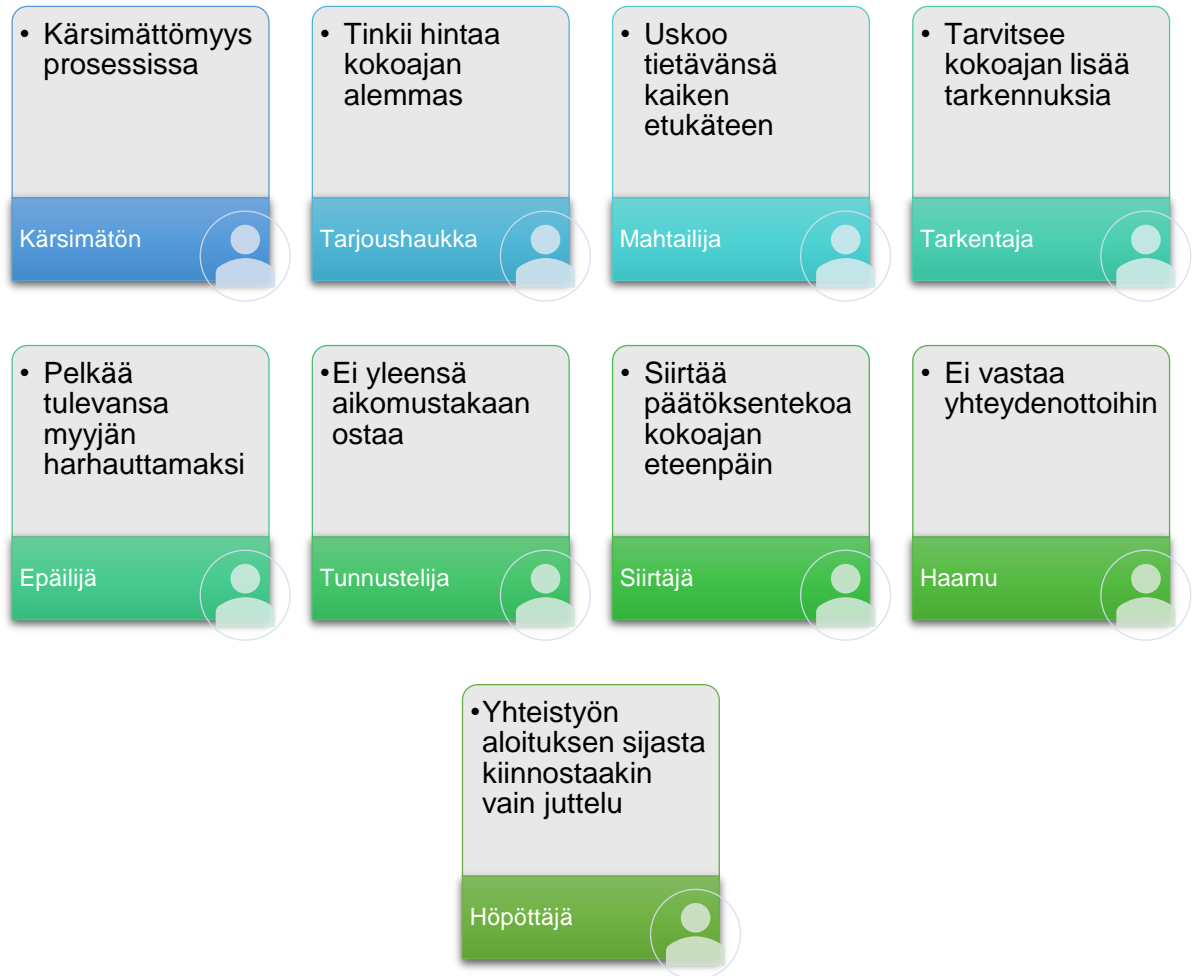 • Kärsimättömyys
prosessissa
Kärsimätön
• Tinkii hintaa
kokoajan
alemmas
Tarjoushaukka
• Uskoo
tietävänsä
kaiken
etukäteen
Mahtailija
• Tarvitsee
kokoajan lisää
tarkennuksia
Tarkentaja
• Pelkää
tulevansa
myyjän
harhauttamaksi
Epäilijä
•Ei yleensä
aikomustakaan
ostaa
Tunnustelija
• Siirtää
päätöksentekoa
kokoajan
eteenpäin
Siirtäjä
• Ei vastaa
yhteydenottoihin
Haamu
•Yhteistyön
aloituksen sijasta
kiinnostaakin
vain juttelu
Höpöttäjä